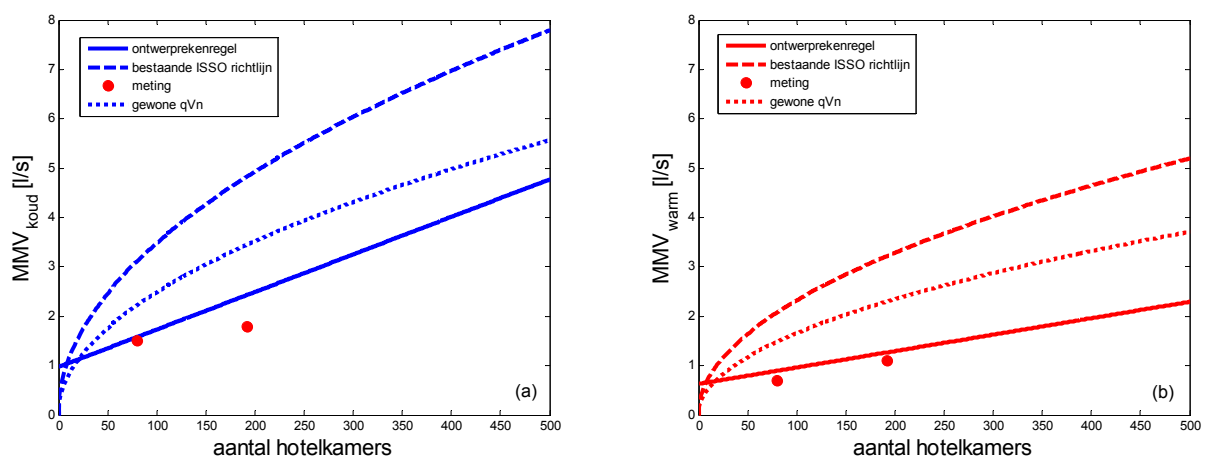 8
7
6
5
4
3
2
1
0
MMVkoud [l/s]
ontwerprekenregel
bestaande ISSO richtlijn
meting
gewone qVn
(a)
0 50 100 150 200 250 300 350 400 450 500
aantal hotelkamers
8
7
6
5
4
3
2
1
0
MMVwarm [l/s]
ontwerprekenregel
bestaande ISSO richtlijn
meting
gewone qVn
(b)
0 50 100 150 200 250 300 350 400 450 500
aantal hotelkamers